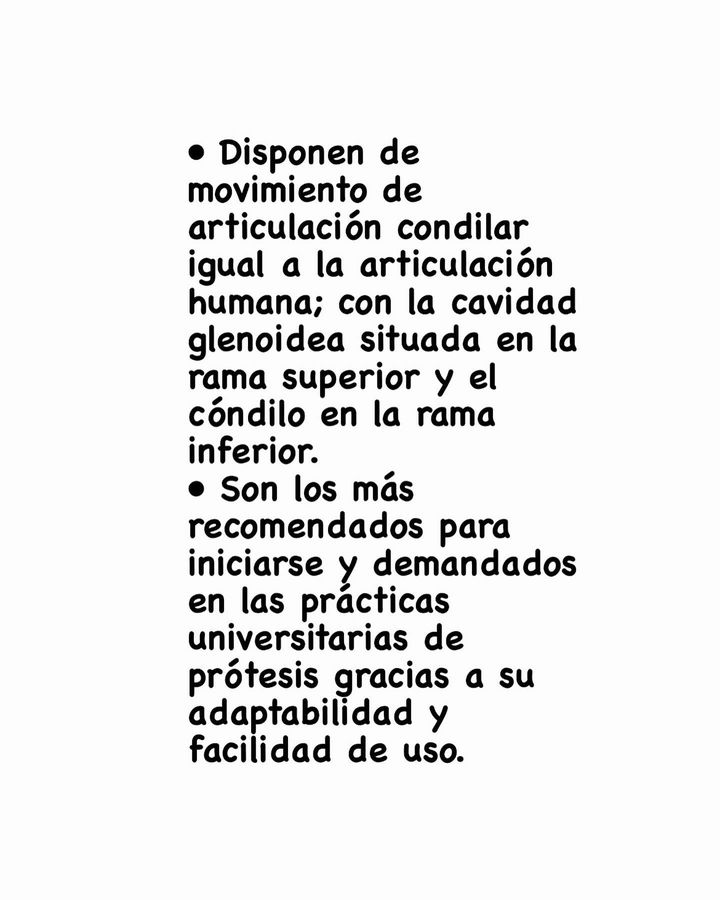 • Disponen de
movimiento de
articulación condilar
igual a la articulación
humana; con la cavidad
glenoidea situada en la
rama superior y el
cóndilo en la rama
inferior.
• Son los más
recomendados para
iniciarse y demandados
en las prácticas
universitarias de
prótesis gracias a su
adaptabilidad y
facilidad de uso.